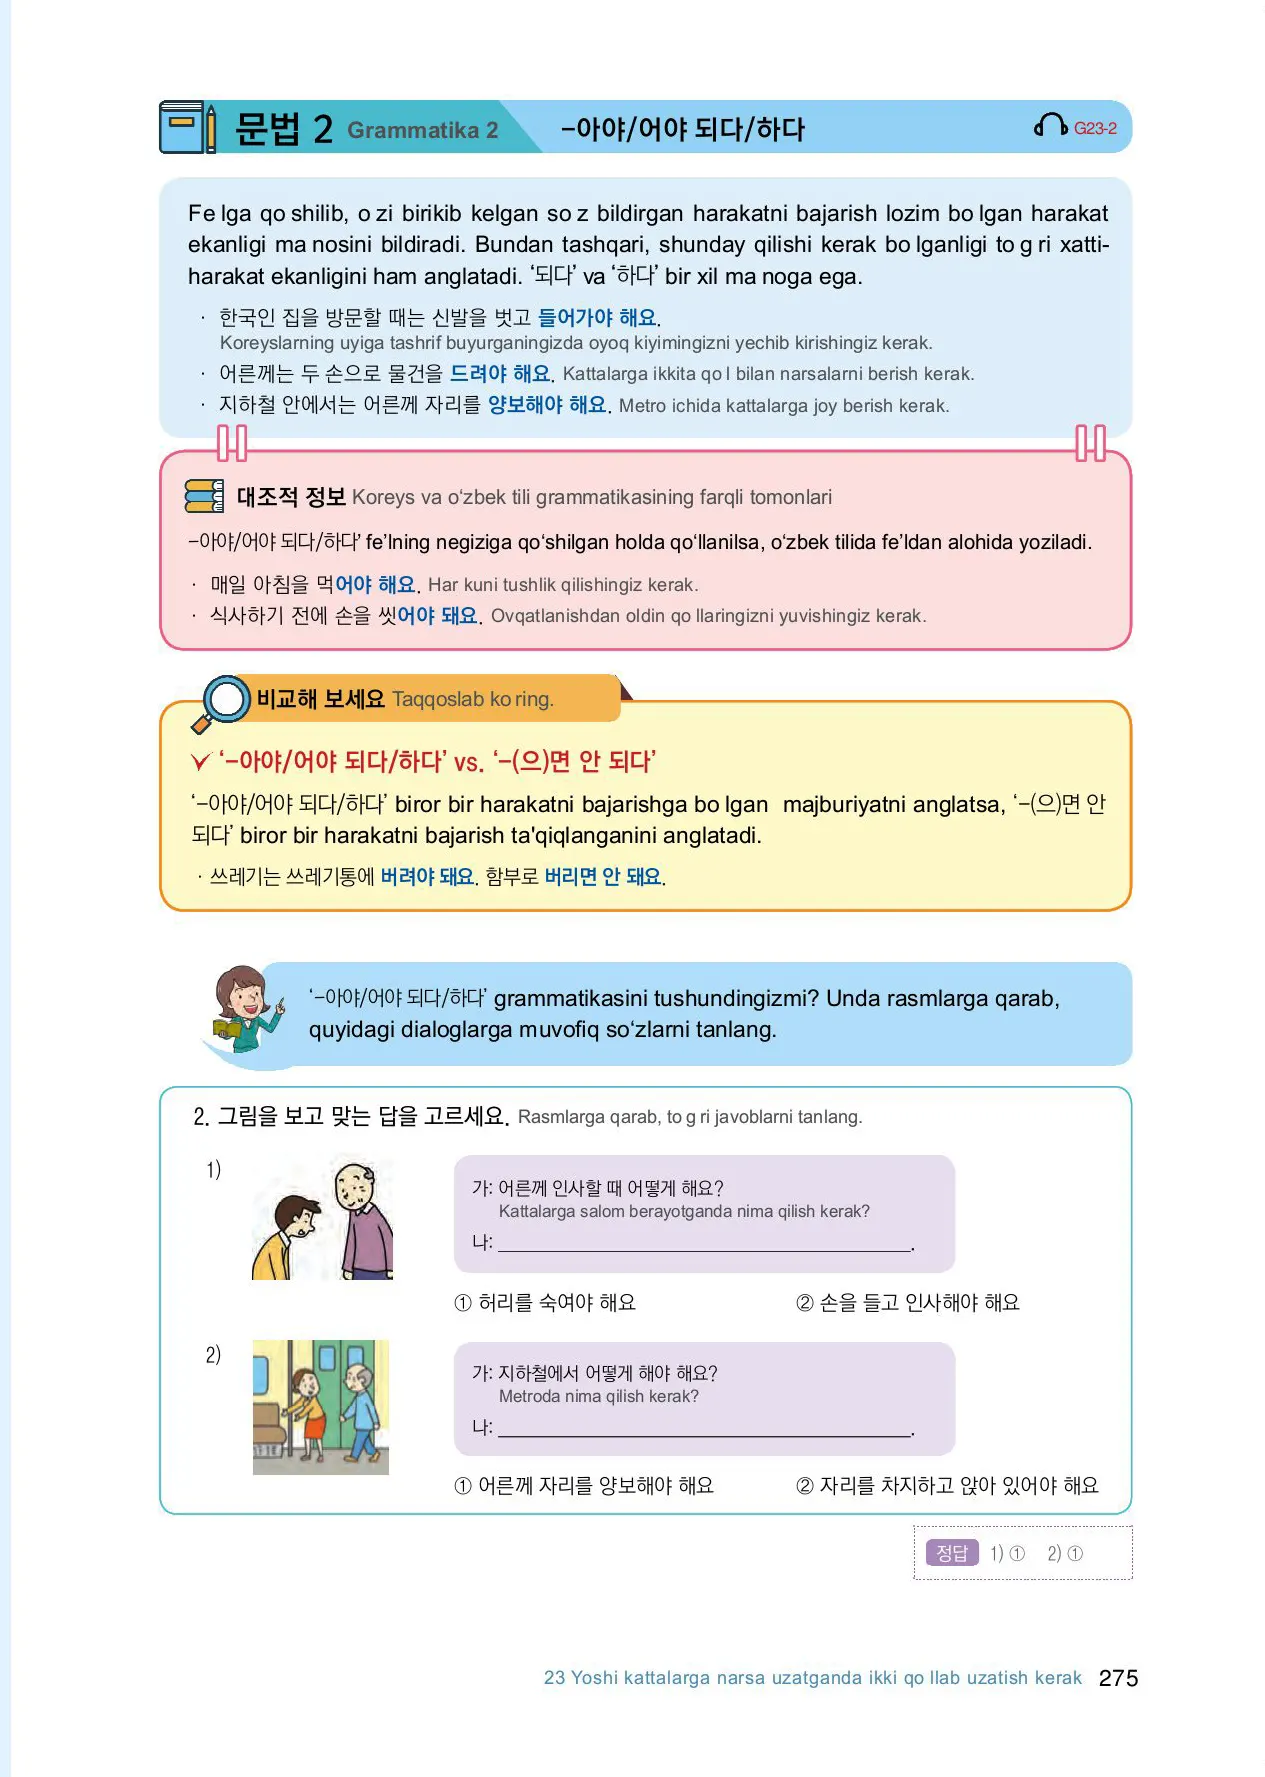 문법 2 Grammatika 2 -아야/어야 되다/하다 G23-2
Fe lga qo shilib, o zi birikib kelgan so z bildirgan harakatni bajarish lozim bo lgan harakat
ekanligi ma nosini bildiradi. Bundan tashqari, shunday qilishi kerak bo lganligi to g ri xatti-
harakat ekanligini ham anglatadi. ‘되다’ va ‘하다’ bir xil ma noga ega.
· 한국인 집을 방문할 때는 신발을 벗고 들어가야 해요.
Koreyslarning uyiga tashrif buyurganingizda oyoq kiyimingizni yechib kirishingiz kerak.
· 어른께는 두 손으로 물건을 드려야 해요. Kattalarga ikkita qo l bilan narsalarni berish kerak.
· 지하철 안에서는 어른께 자리를 양보해야 해요. Metro ichida kattalarga joy berish kerak.
대조적 정보 Koreys va o‘zbek tili grammatikasining farqli tomonlari
-아야/어야 되다/하다’ fe’lning negiziga qo‘shilgan holda qo‘llanilsa, o‘zbek tilida fe’ldan alohida yoziladi.
· 매일 아침을 먹어야 해요. Har kuni tushlik qilishingiz kerak.
· 식사하기 전에 손을 씻어야 돼요. Ovqatlanishdan oldin qo llaringizni yuvishingiz kerak.
비교해 보세요 Taqqoslab ko ring.
‘-아야/어야 되다/하다’ vs. ‘-(으)면 안 되다’
‘-아야/어야 되다/하다’ biror bir harakatni bajarishga bo lgan majburiyatni anglatsa, ‘-(으)면 안
되다’ biror bir harakatni bajarish ta'qiqlanganini anglatadi.
· 쓰레기는 쓰레기통에 버려야 돼요. 함부로 버리면 안 돼요.
‘-아야/어야 되다/하다’ grammatikasini tushundingizmi? Unda rasmlarga qarab,
quyidagi dialoglarga muvofiq so‘zlarni tanlang.
2. 그림을 보고 맞는 답을 고르세요. Rasmlarga qarab, to g ri javoblarni tanlang.
1)
가: 어른께 인사할 때 어떻게 해요?
Kattalarga salom berayotganda nima qilish kerak?
나: ________________________________________.
① 허리를 숙여야 해요 ② 손을 들고 인사해야 해요
2)
가: 지하철에서 어떻게 해야 해요?
Metroda nima qilish kerak?
나: ________________________________________.
① 어른께 자리를 양보해야 해요 ② 자리를 차지하고 앉아 있어야 해요
정답 1) ① 2) ①
23 Yoshi kattalarga narsa uzatganda ikki qo llab uzatish kerak 275